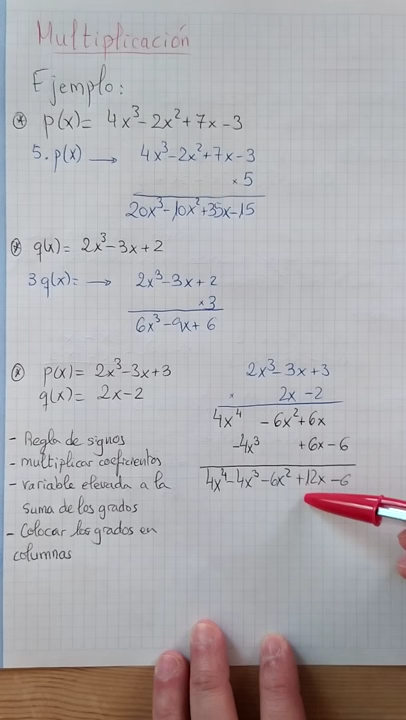 Multiplicación
Ejemplo:
* p(x)= 4x³-2x²+7x-3
5.p(x) → 4x³-2x²+7x-3
×5
20x³-10x²+35x-15
* q(x)= 2x³-3x+2
3q(x)= → 2x³-3x+2
×3
6x³-9x+6
* p(x)= 2x³-3x+3
q(x)= 2x-2
- Regla de signos
- multiplicar coeficientos
- variable elevada a la
suma de los grados
- Colocar los grados en
columnas
2x³-3x+3
× 2x-2
4x⁴ -6x²+6x
-4x³ +6x-6
4x⁴-4x³-6x²+12x-6